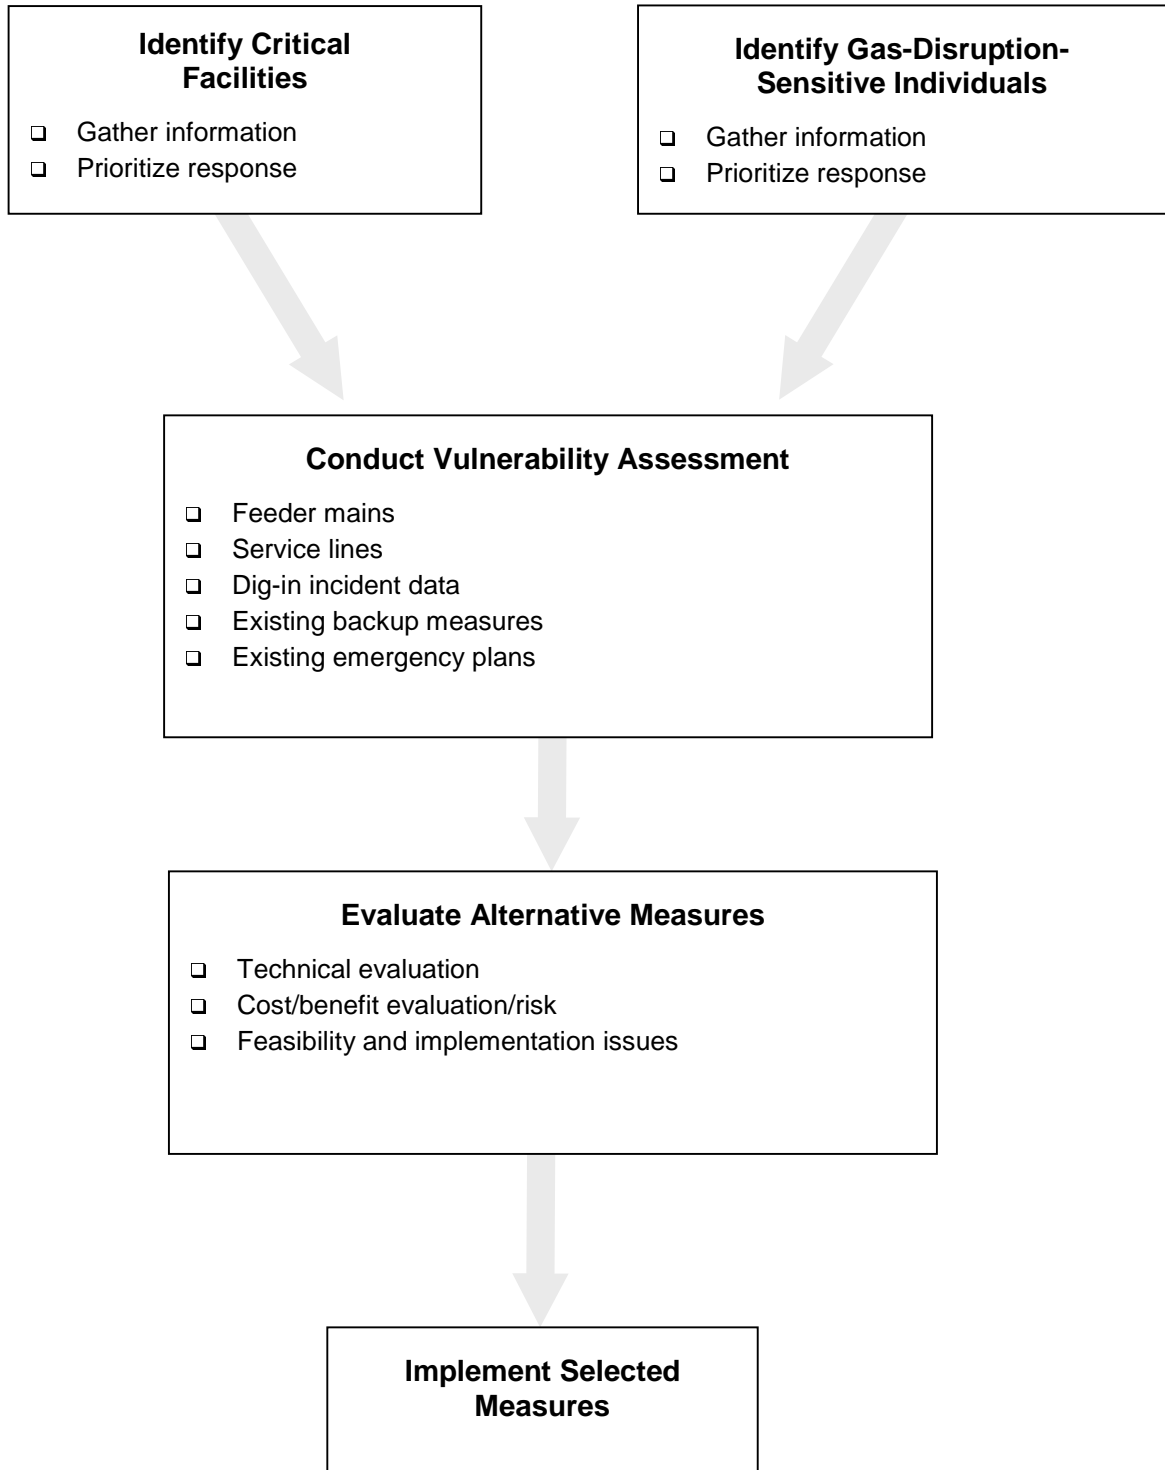 Identify Critical
Facilities
❑ Gather information
❑ Prioritize response
Identify Gas-Disruption-
Sensitive Individuals
❑ Gather information
❑ Prioritize response
Conduct Vulnerability Assessment
❑ Feeder mains
❑ Service lines
❑ Dig-in incident data
❑ Existing backup measures
❑ Existing emergency plans
Evaluate Alternative Measures
❑ Technical evaluation
❑ Cost/benefit evaluation/risk
❑ Feasibility and implementation issues
Implement Selected
Measures